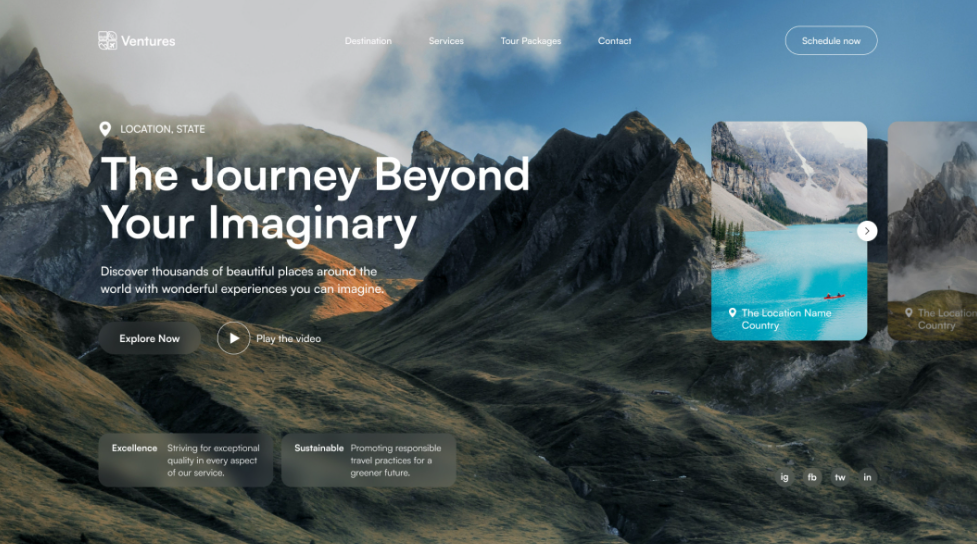 Ventures
Destination
Services
Tour Packages
Contact
Schedule now
LOCATION, STATE
The Journey Beyond
Your Imaginary
Discover thousands of beautiful places around the
world with wonderful experiences you can imagine.
Explore Now
Play the video
The Location Name
Country
The Location
Country
Excellence
Striving for exceptional
quality in every aspect
of our service.
Sustainable
Promoting responsible
travel practices for a
greener future.
ig
fb
tw
in